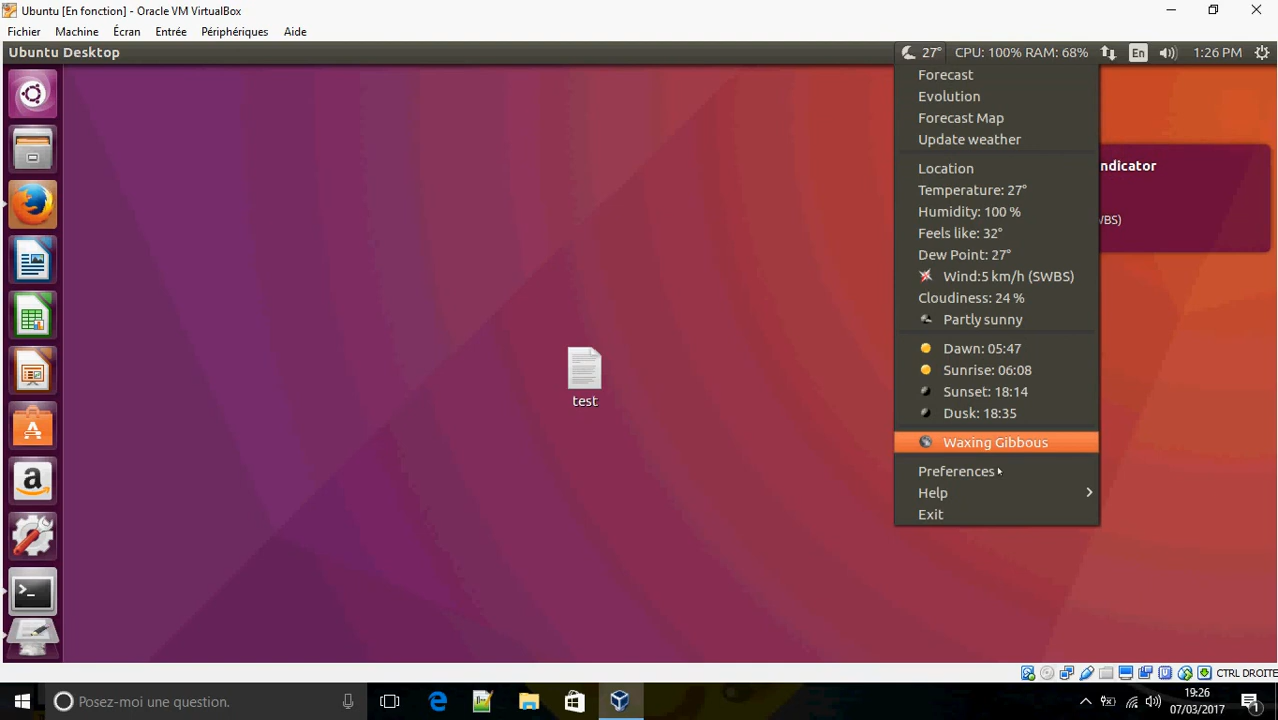 Ubuntu [En fonction] - Oracle VM VirtualBox
Fichier Machine Écran Entrée Périphériques Aide
Ubuntu Desktop 27° CPU: 100% RAM: 68% En 1:26 PM
Forecast
Evolution
Forecast Map
Update weather
Location
Temperature: 27°
Humidity: 100 %
Feels like: 32°
Dew Point: 27°
Wind:5 km/h (SWBS)
Cloudiness: 24 %
Partly sunny
Dawn: 05:47
Sunrise: 06:08
Sunset: 18:14
Dusk: 18:35
Waxing Gibbous
Preferences
Help
Exit
ndicator
WBS)
test
CTRL DROITE
Posez-moi une question.
19:26
07/03/2017
1